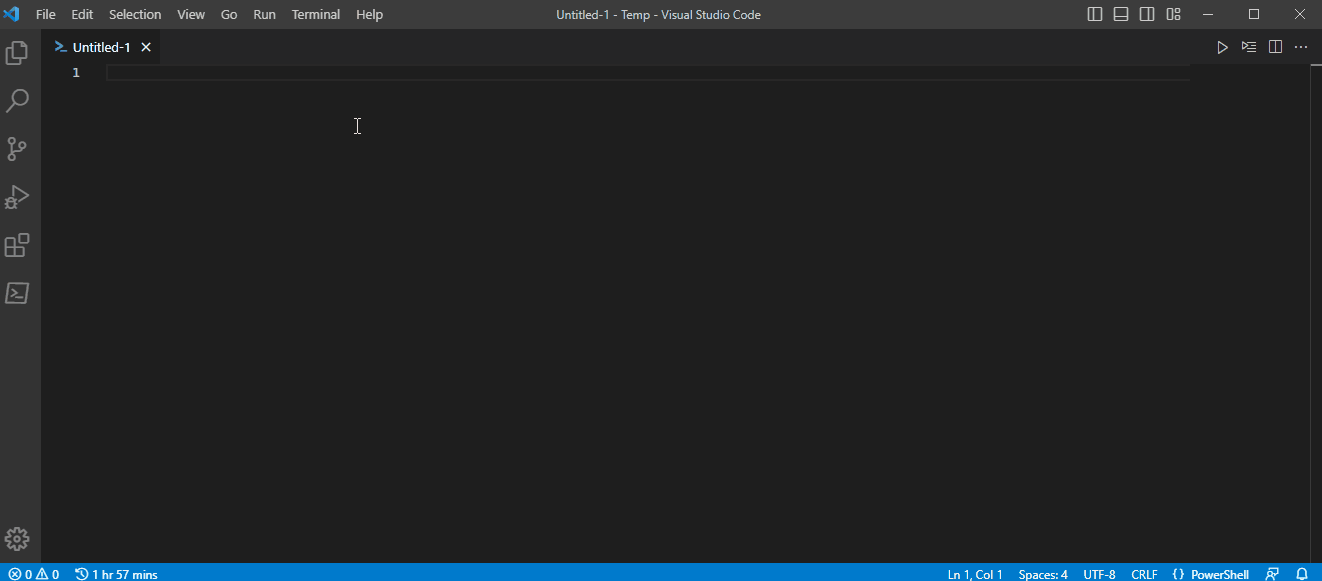 File Edit Selection View Go Run Terminal Help Untitled-1 - Temp - Visual Studio Code
Untitled-1
1
0 0 1 hr 57 mins Ln 1, Col 1 Spaces: 4 UTF-8 CRLF {} PowerShell